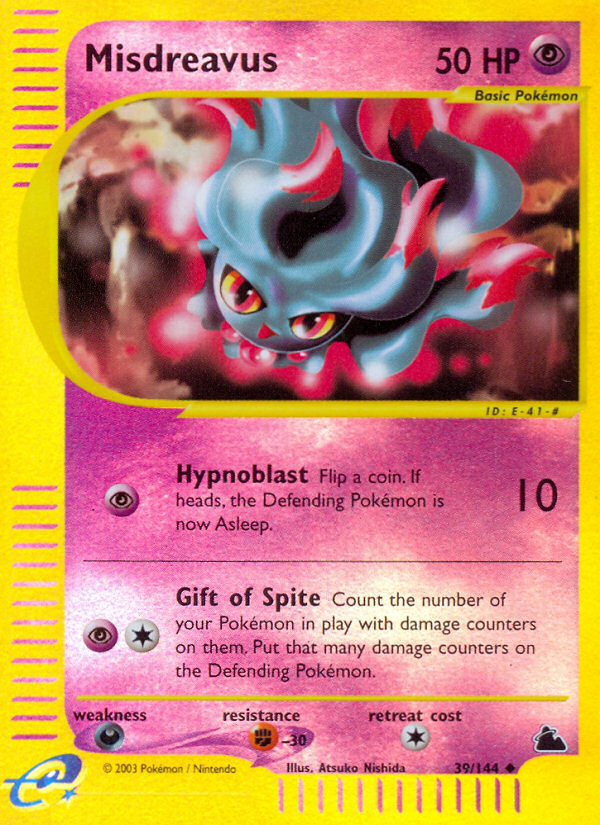 Misdreavus 50 HP
Basic Pokémon
ID: E-41-#
Hypnoblast Flip a coin. If
heads, the Defending Pokémon is
now Asleep.
10
Gift of Spite Count the number of
your Pokémon in play with damage counters
on them. Put that many damage counters on
the Defending Pokémon.
weakness resistance retreat cost
–30
© 2003 Pokémon / Nintendo Illus. Atsuko Nishida 39/144
e